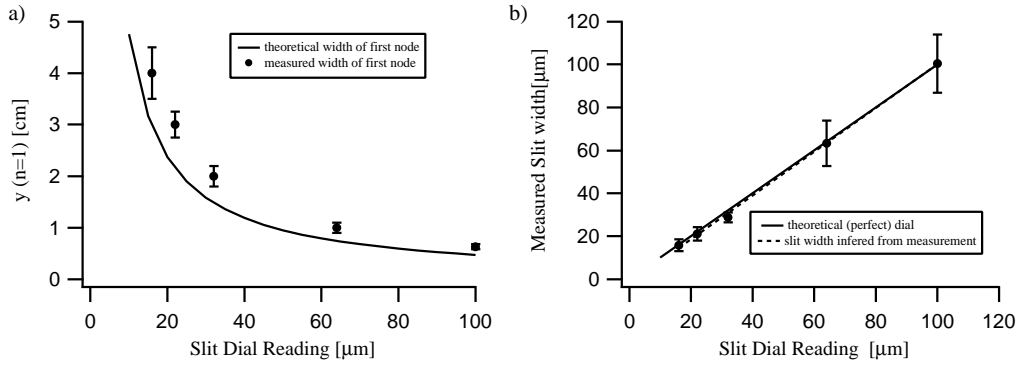 a)
5
4
3
2
1
0
y (n=1) [cm]
theoretical width of first node
measured width of first node
0 20 40 60 80 100
Slit Dial Reading [μm]
b)
120
100
80
60
40
20
0
Measured Slit width[μm]
theoretical (perfect) dial
slit width infered from measurement
0 20 40 60 80 100 120
Slit Dial Reading [μm]